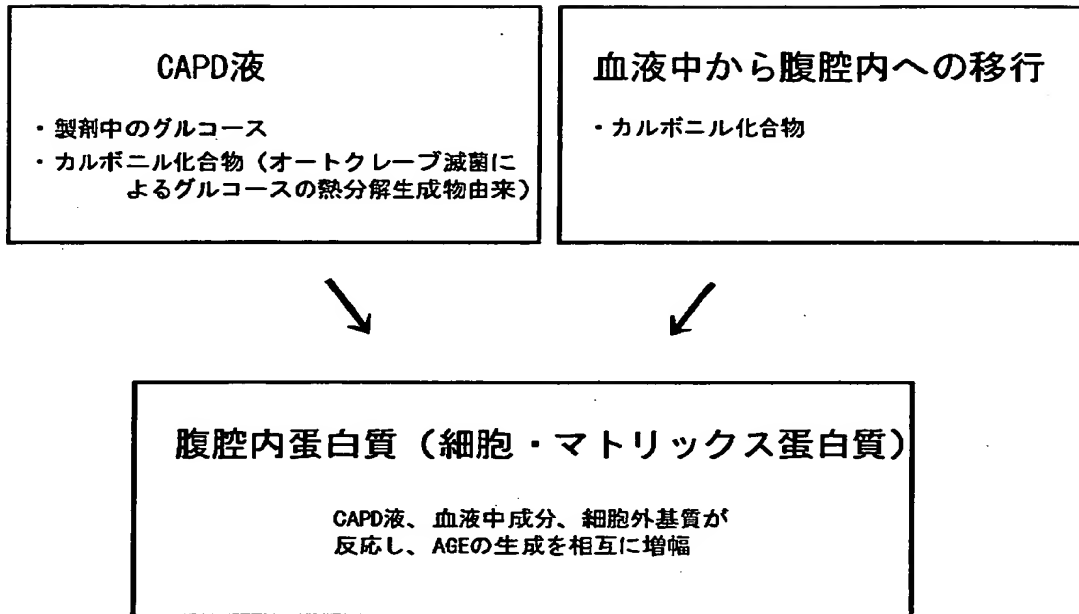 CAPD液
・製剤中のグルコース
・カルボニル化合物（オートクレーブ滅菌に
よるグルコースの熱分解生成物由来）
血液中から腹腔内への移行
・カルボニル化合物
腹腔内蛋白質（細胞・マトリックス蛋白質）
CAPD液、血液中成分、細胞外基質が
反応し、AGEの生成を相互に増幅